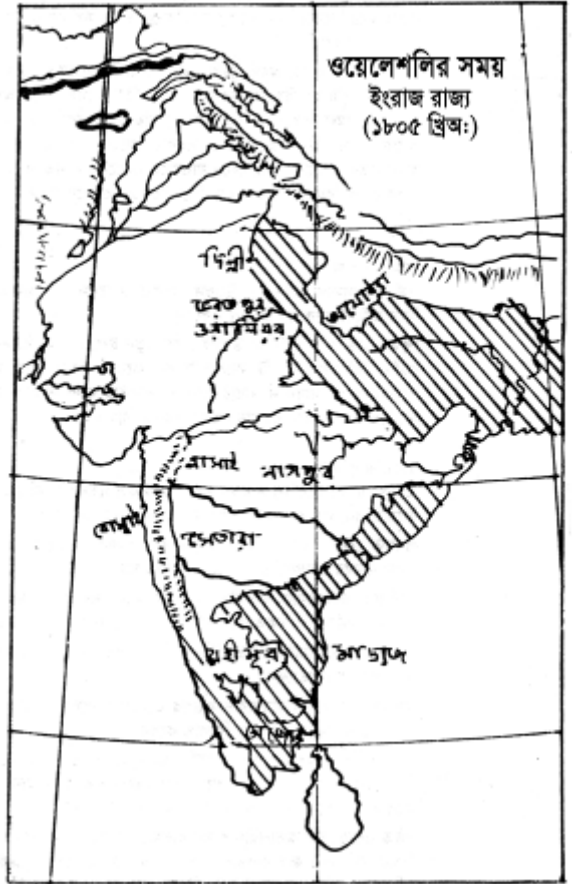 ওয়েলেশলির সময়
ইংরাজ রাজ্য
(১৮০৫ খ্রিঅ:)
দিল্লী
অযোধ্যা
ভরতপুর
নাগপুর
সেতারা
মহীসূর
মাদ্রাজ